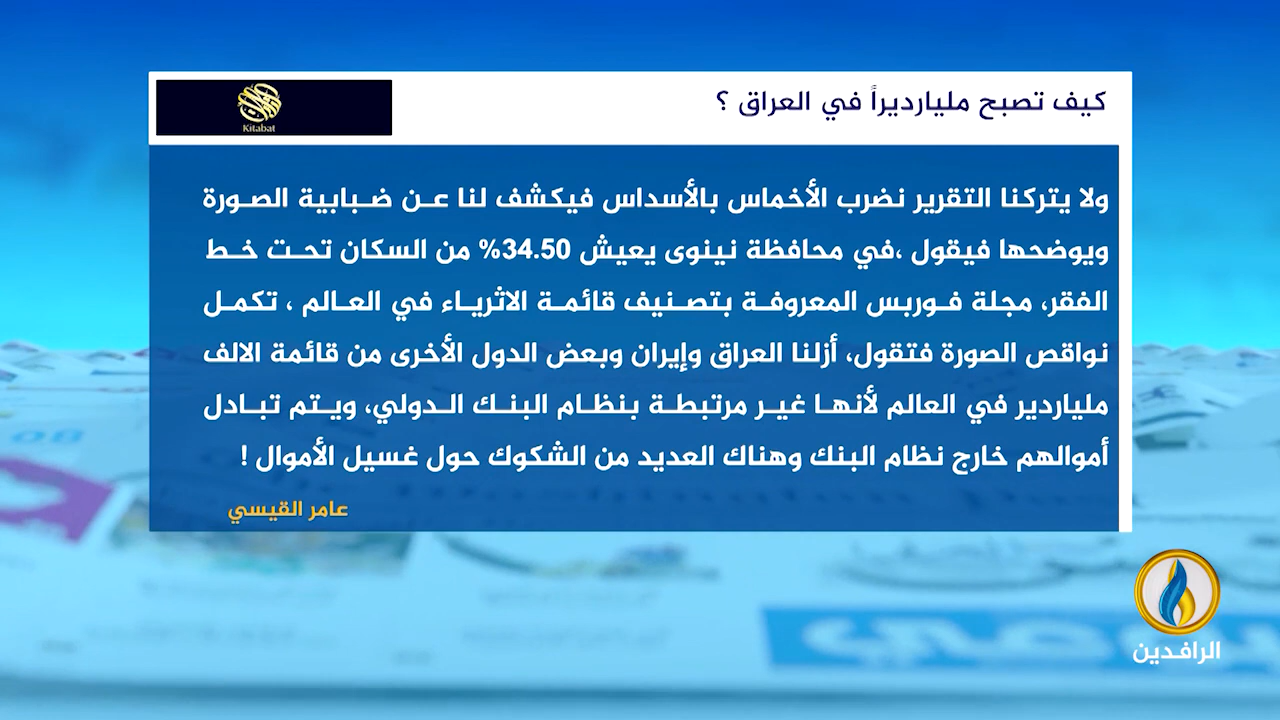 كيف تصبح مليارديراً في العراق ؟
Kitabat
ولا يتركنا التقرير نضرب الأخماس بالأسداس فيكشف لنا عن ضبابية الصورة
ويوضحها فيقول ،في محافظة نينوى يعيش 34.50% من السكان تحت خط
الفقر، مجلة فوربس المعروفة بتصنيف قائمة الاثرياء في العالم ، تكمل
نواقص الصورة فتقول، أزلنا العراق وإيران وبعض الدول الأخرى من قائمة الالف
ملياردير في العالم لأنها غير مرتبطة بنظام البنك الدولي، ويتم تبادل
أموالهم خارج نظام البنك وهناك العديد من الشكوك حول غسيل الأموال !
عامر القيسي
الرافدين